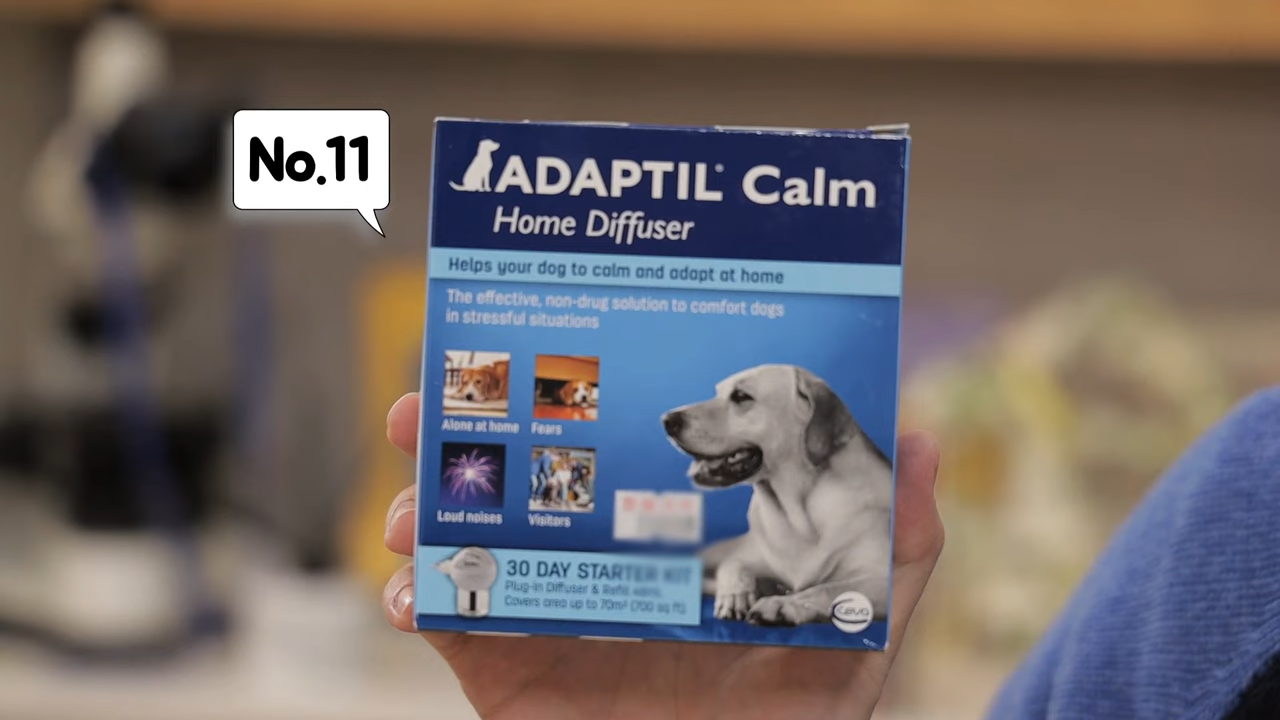 No.11
ADAPTIL® Calm
Home Diffuser
Helps your dog to calm and adapt at home
The effective, non-drug solution to comfort dogs
in stressful situations
Alone at home
Fears
Loud noises
Visitors
30 DAY STARTER KIT
Plug-In Diffuser & Refill
Covers area up to 70m² (700 sq ft)
Ceva